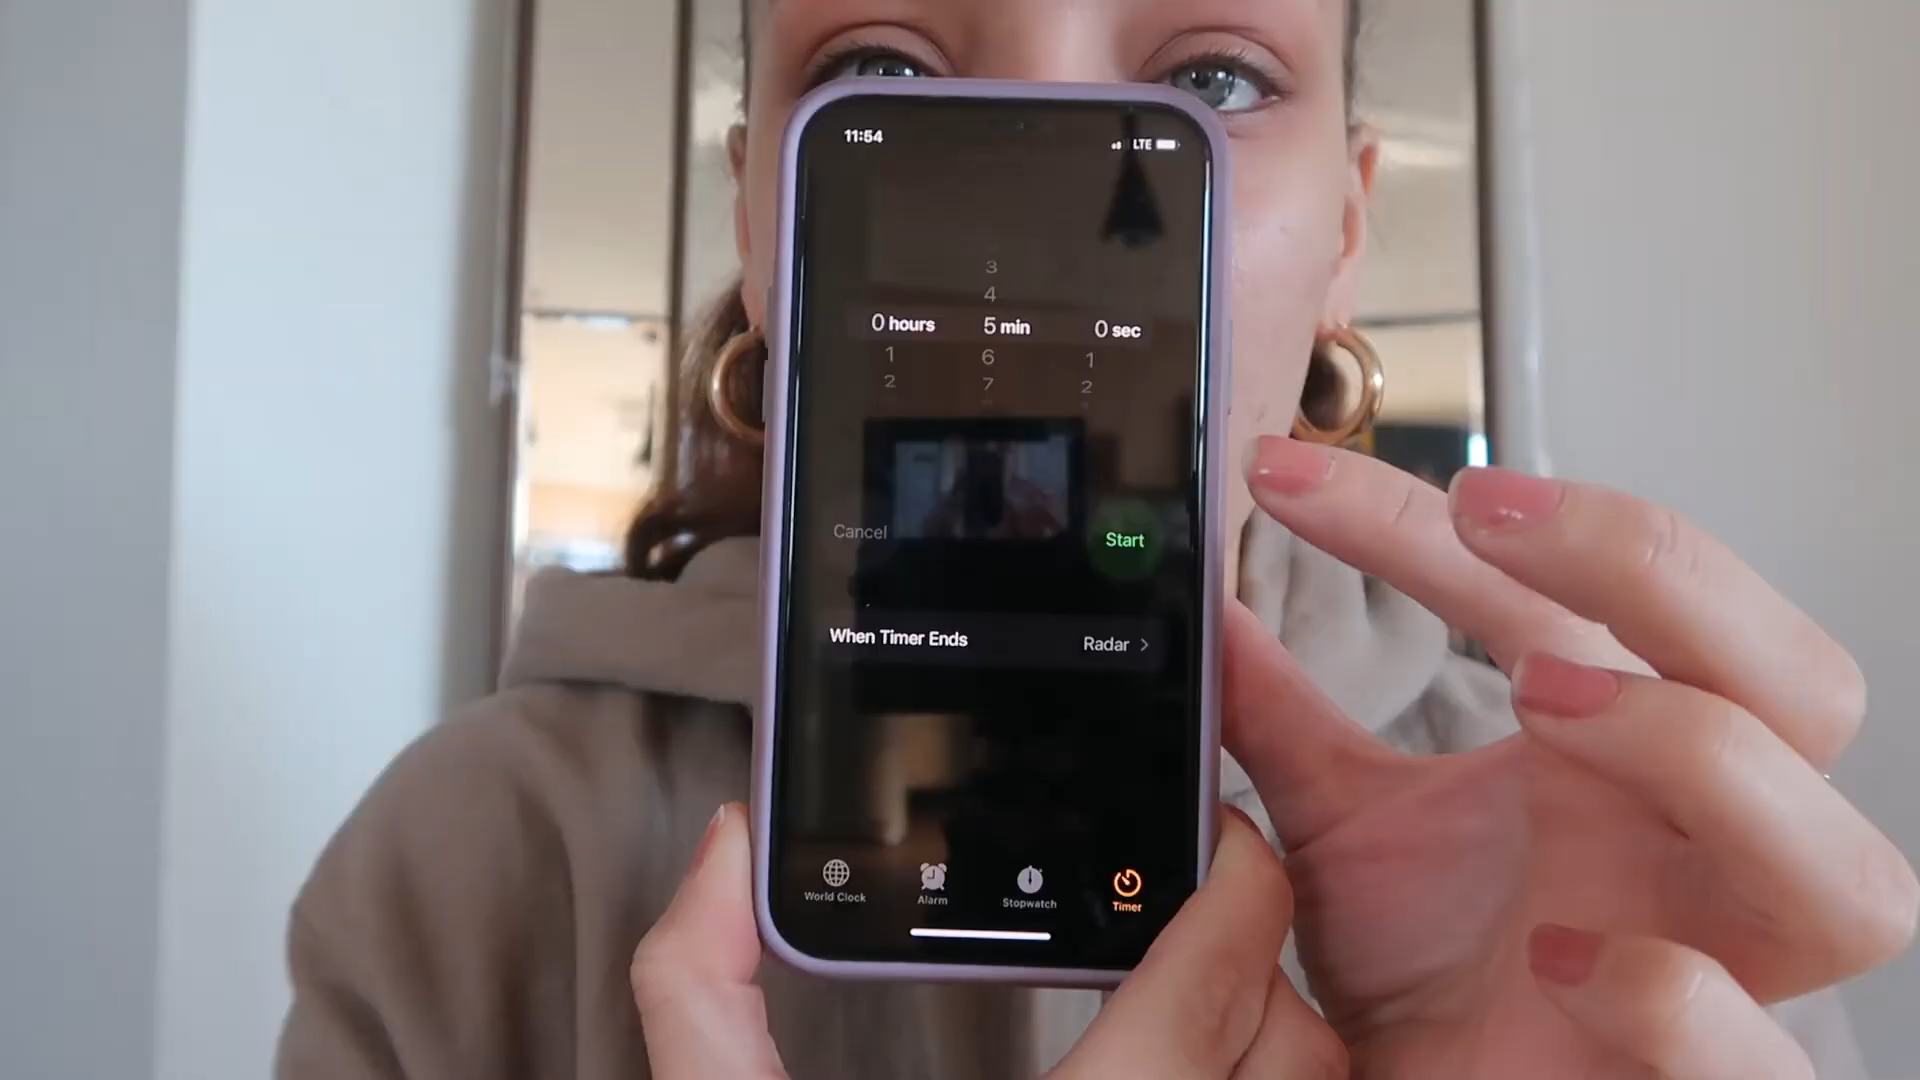 11:54 LTE
3
4
0 hours 5 min 0 sec
1 6 1
2 7 2
Cancel Start
When Timer Ends Radar
World Clock Alarm Stopwatch Timer